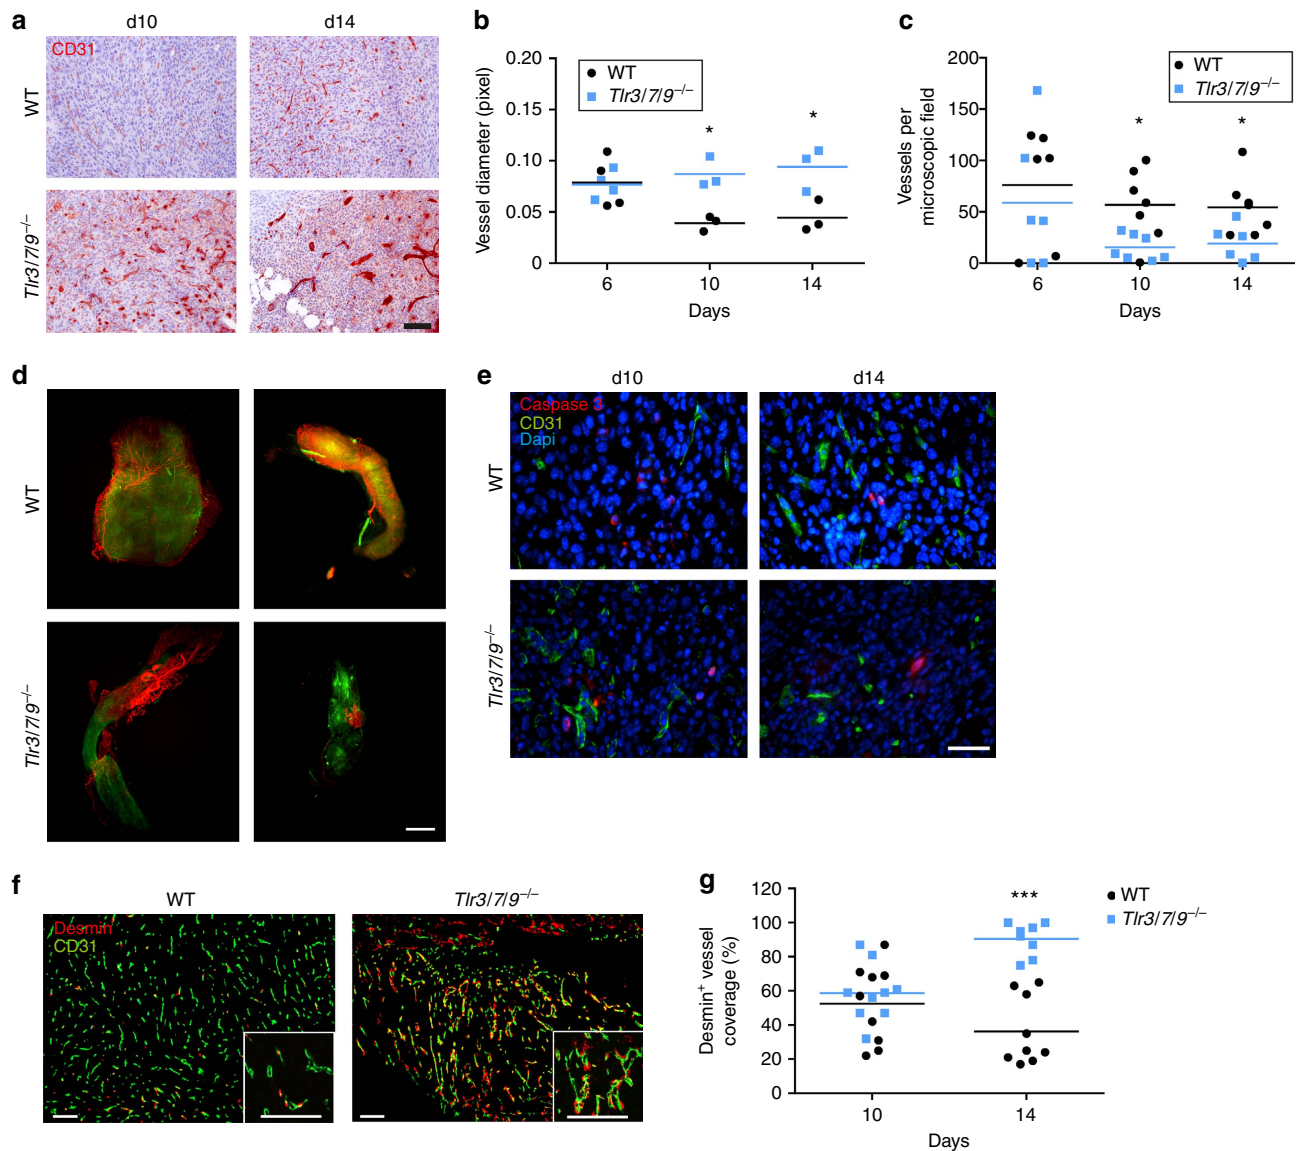 a
d10
d14
WT
CD31
Tlr3/7/9–/–
b
Vessel diameter (pixel)
0.20
0.15
0.10
0.05
0
WT
Tlr3/7/9–/–
*
*
6
10
14
Days
c
Vessels per
microscopic field
200
150
100
50
0
WT
Tlr3/7/9–/–
*
*
6
10
14
Days
d
WT
Tlr3/7/9–/–
e
d10
d14
WT
Caspase 3
CD31
Dapi
Tlr3/7/9–/–
f
WT
Tlr3/7/9–/–
Desmin
CD31
g
Desmin+ vessel
coverage (%)
120
100
80
60
40
20
0
***
WT
Tlr3/7/9–/–
10
14
Days